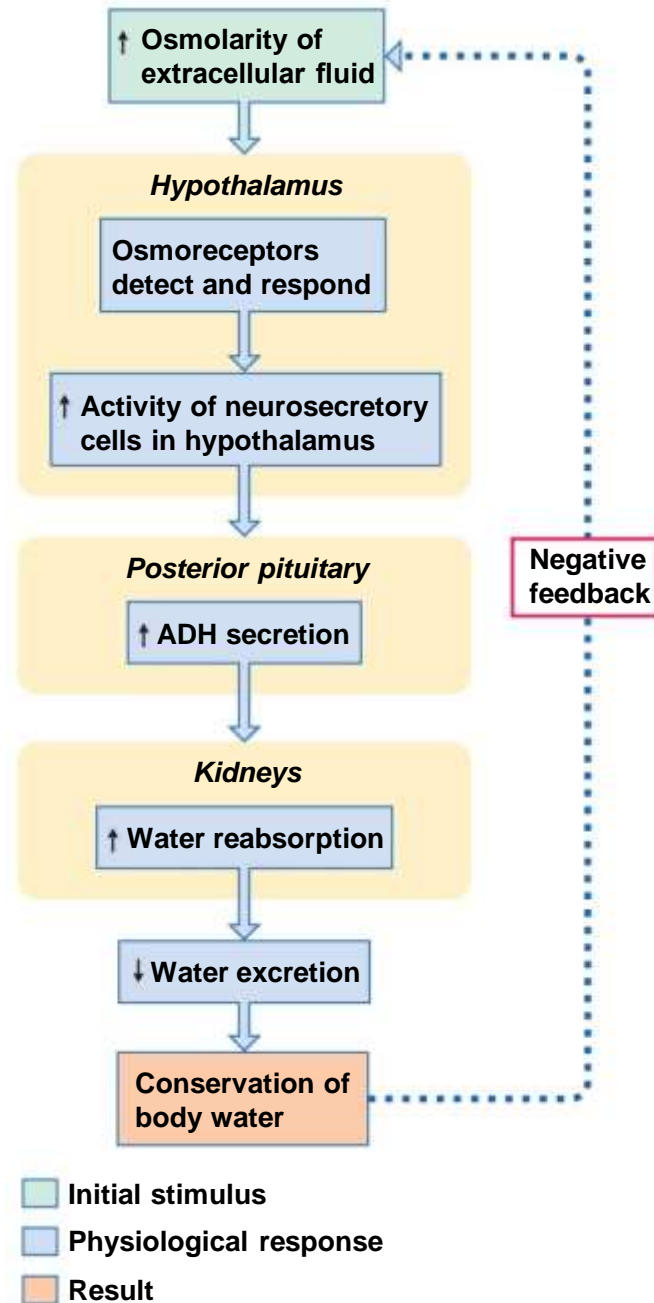 ↑ Osmolarity of
extracellular fluid
Hypothalamus
Osmoreceptors
detect and respond
↑ Activity of neurosecretory
cells in hypothalamus
Posterior pituitary
↑ ADH secretion
Negative
feedback
Kidneys
↑ Water reabsorption
↓ Water excretion
Conservation of
body water
Initial stimulus
Physiological response
Result